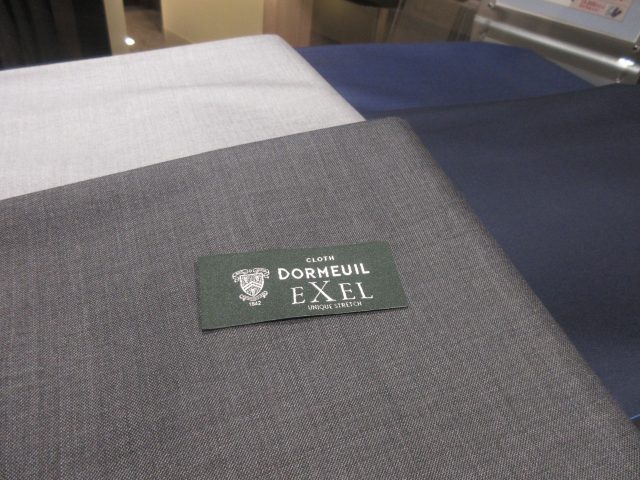 CLOTH
DORMEUIL
EXEL
UNIQUE STRETCH
1842